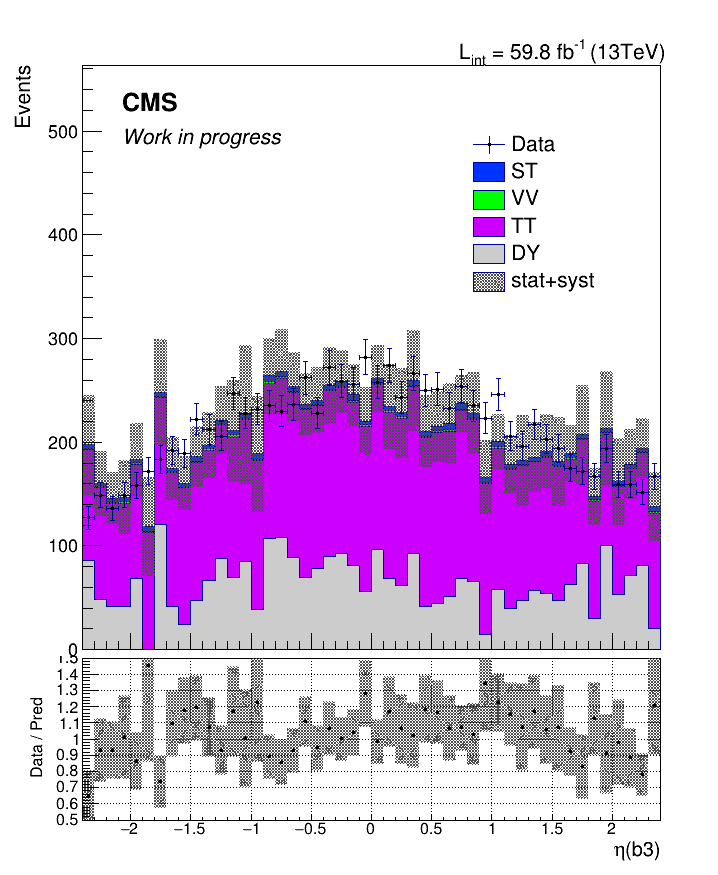 L_int = 59.8 fb^-1 (13TeV)
Events
CMS
Work in progress
Data
ST
VV
TT
DY
stat+syst
500
400
300
200
100
0
Data / Pred
1.5
1.4
1.3
1.2
1.1
1
0.9
0.8
0.7
0.6
0.5
−2 −1.5 −1 −0.5 0 0.5 1 1.5 2
η(b3)